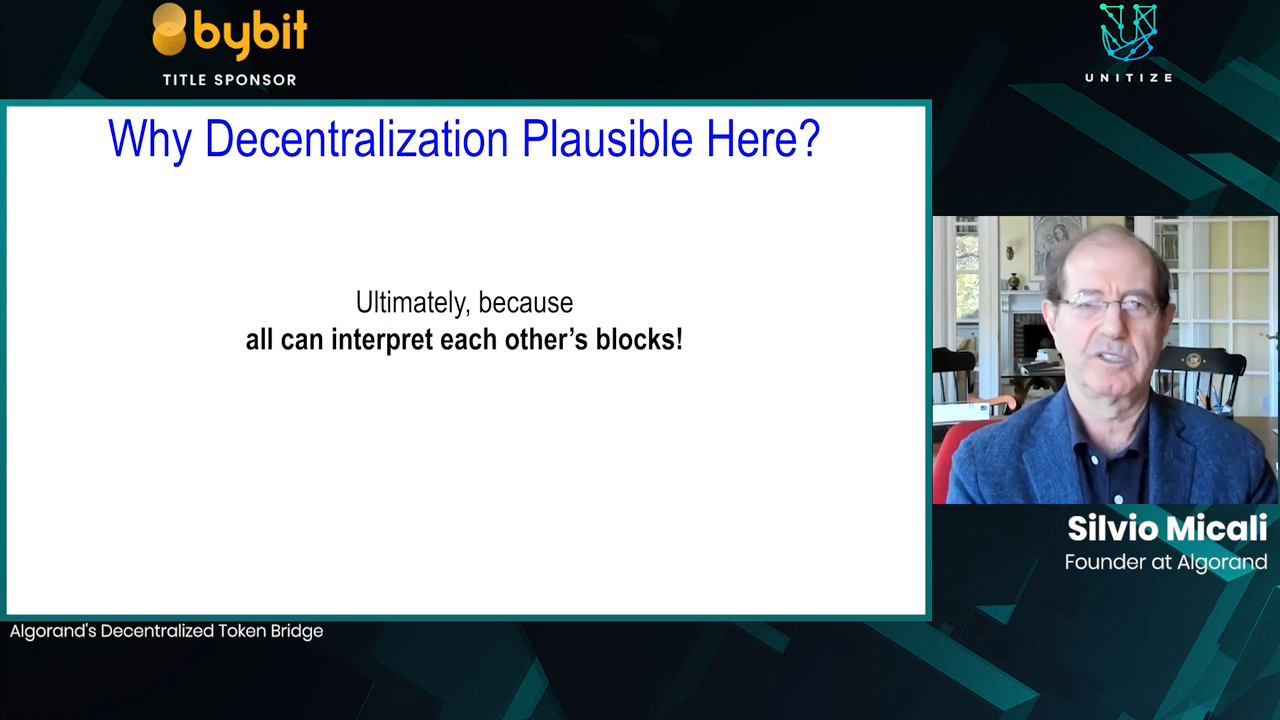 bybit
TITLE SPONSOR
UNITIZE
Why Decentralization Plausible Here?
Ultimately, because
all can interpret each other’s blocks!
Silvio Micali
Founder at Algorand
Algorand's Decentralized Token Bridge